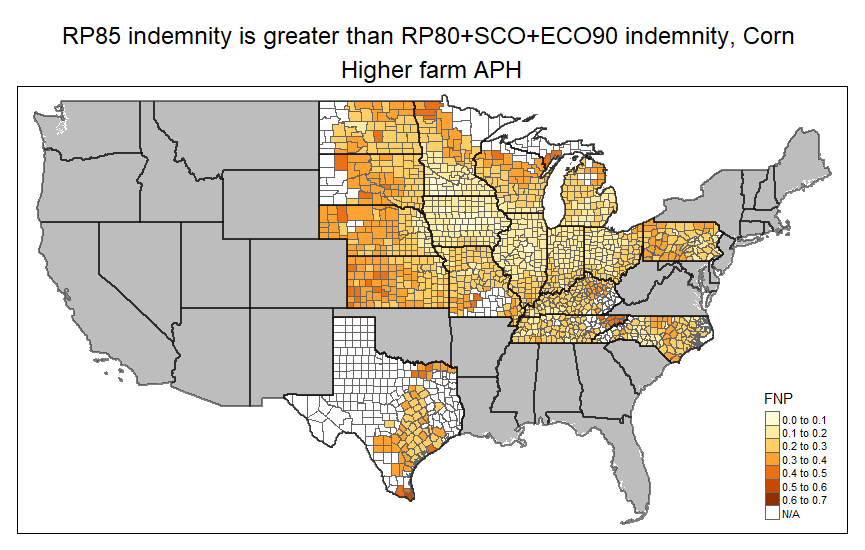 RP85 indemnity is greater than RP80+SCO+ECO90 indemnity, Corn
Higher farm APH
FNP
0.0 to 0.1
0.1 to 0.2
0.2 to 0.3
0.3 to 0.4
0.4 to 0.5
0.5 to 0.6
0.6 to 0.7
N/A